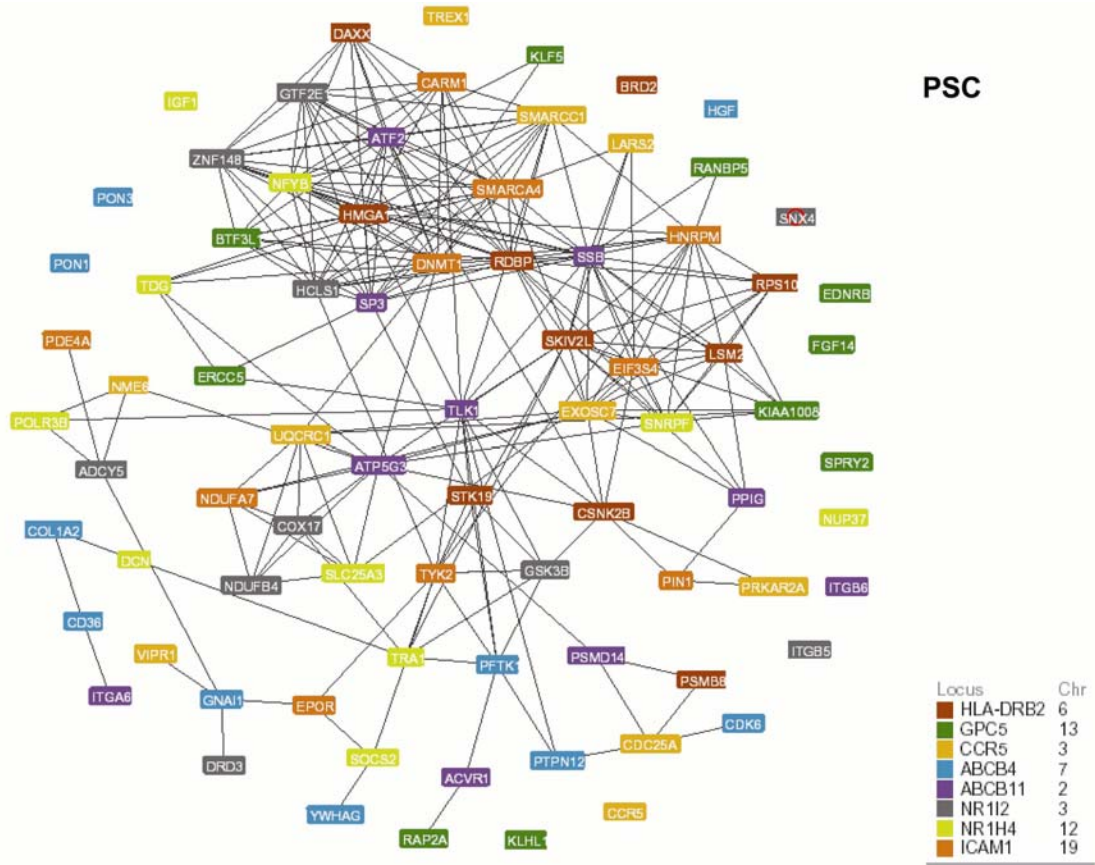 TREX1
DAXX
KLF5
CARM1
BRD2
PSC
GTF2E1
IGF1
HGF
SMARCC1
ATF2
LARS2
ZNF148
RANBP5
NFYB
SMARCA4
PON3
HMGA1
SNX4
BTF3L
HNRPM
SSB
RDBP
DNMT1
PON1
TDG
HCLS1
RPS10
SP3
EDNRB
PDE4A
SKIV2L
FGF14
LSM2
EIF3S4
ERCC5
NME6
TLK1
EXOSC7
KIAA1008
POLR3B
SNRPF
UQCRC1
ATP5G3
SPRY2
ADCY5
NDUFA7
STK19
PPIG
CSNK2B
NUP37
COX17
COL1A2
DCN
SLC25A3
TYK2
GSK3B
NDUFB4
PIN1
PRKAR2A
ITGB6
CD36
ITGB5
VIPR1
TRA1
PFTK1
PSMD14
PSMB8
ITGA6
GNAI1
EPOR
CDK6
CDC25A
DRD3
SOCS2
PTPN12
ACVR1
YWHAG
CCR5
RAP2A
KLHL1
Locus Chr
HLA-DRB2 6
GPC5 13
CCR5 3
ABCB4 7
ABCB11 2
NR1I2 3
NR1H4 12
ICAM1 19